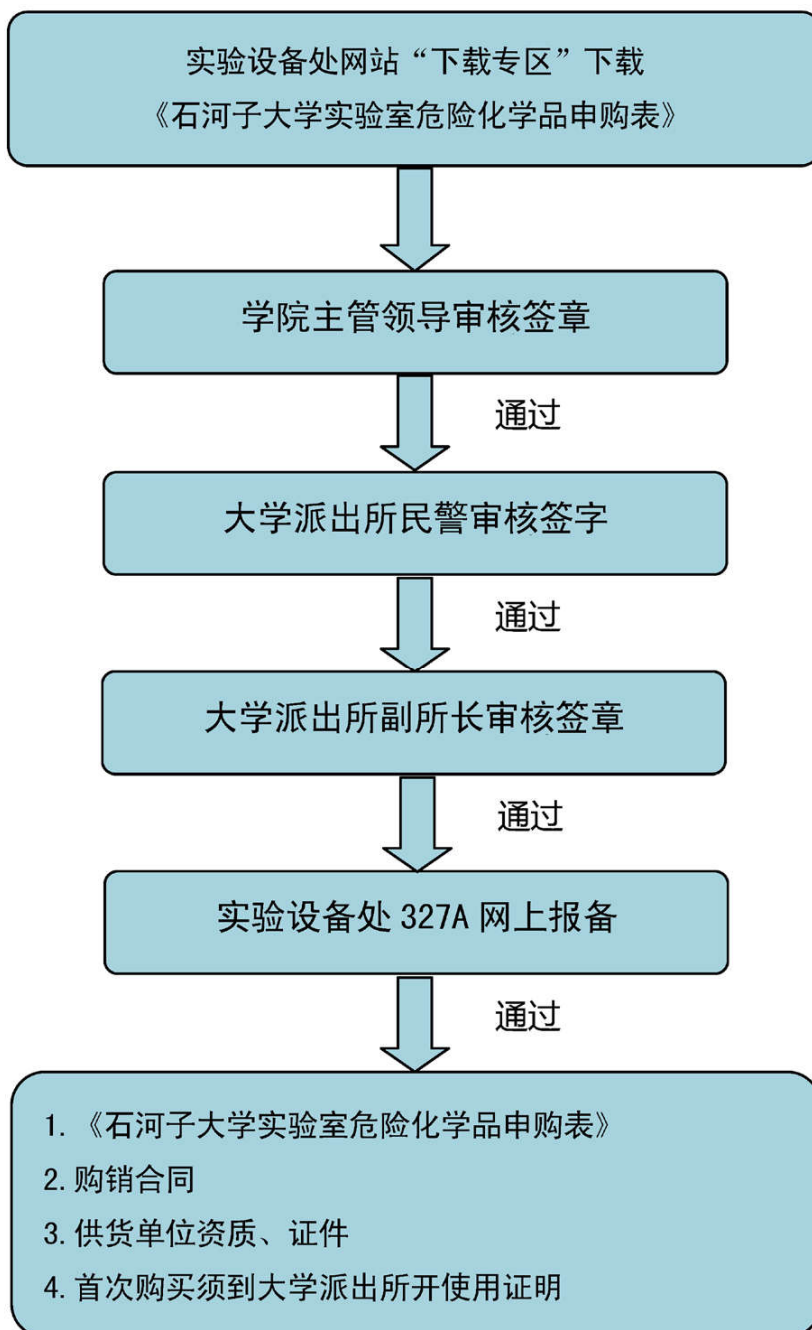 实验设备处网站“下载专区”下载
《石河子大学实验室危险化学品申购表》
学院主管领导审核签章
通过
大学派出所民警审核签字
通过
大学派出所副所长审核签章
通过
实验设备处 327A 网上报备
通过
1. 《石河子大学实验室危险化学品申购表》
2. 购销合同
3. 供货单位资质、证件
4. 首次购买须到大学派出所开使用证明